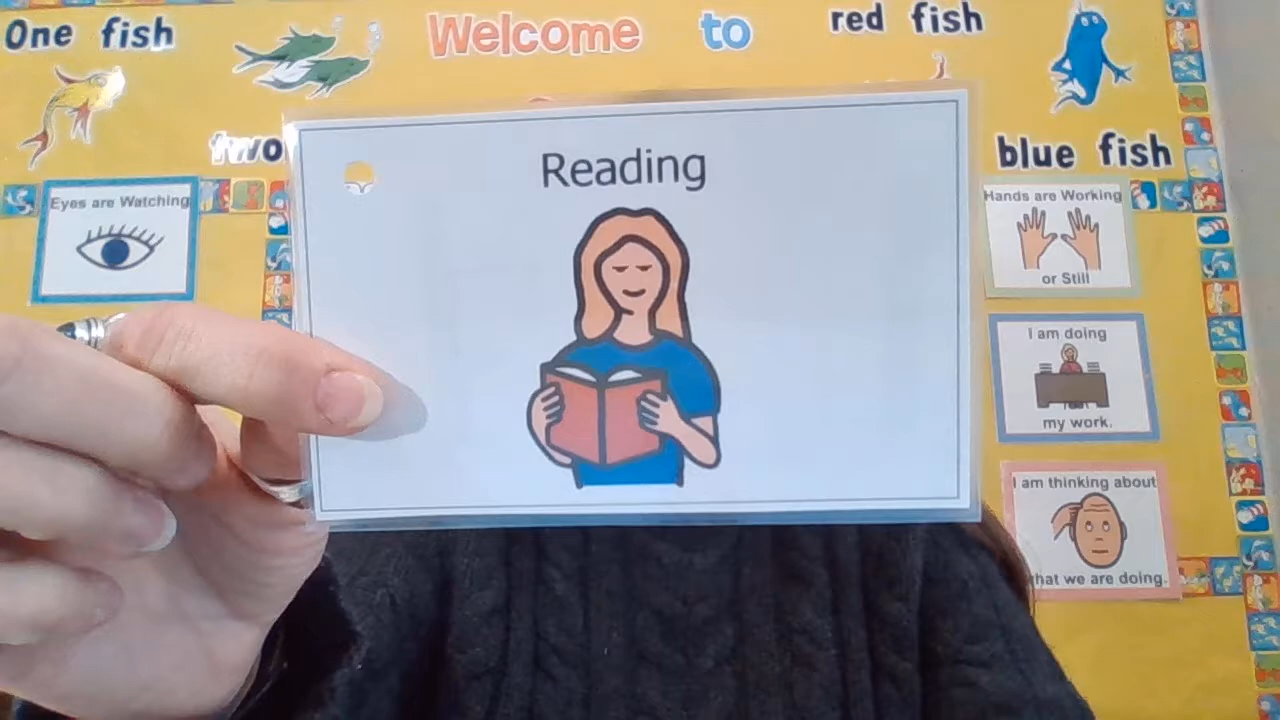 One fish
Welcome to
red fish
two
blue fish
Eyes are Watching
Reading
Hands are Working
or Still
I am doing
my work.
I am thinking about
what we are doing.